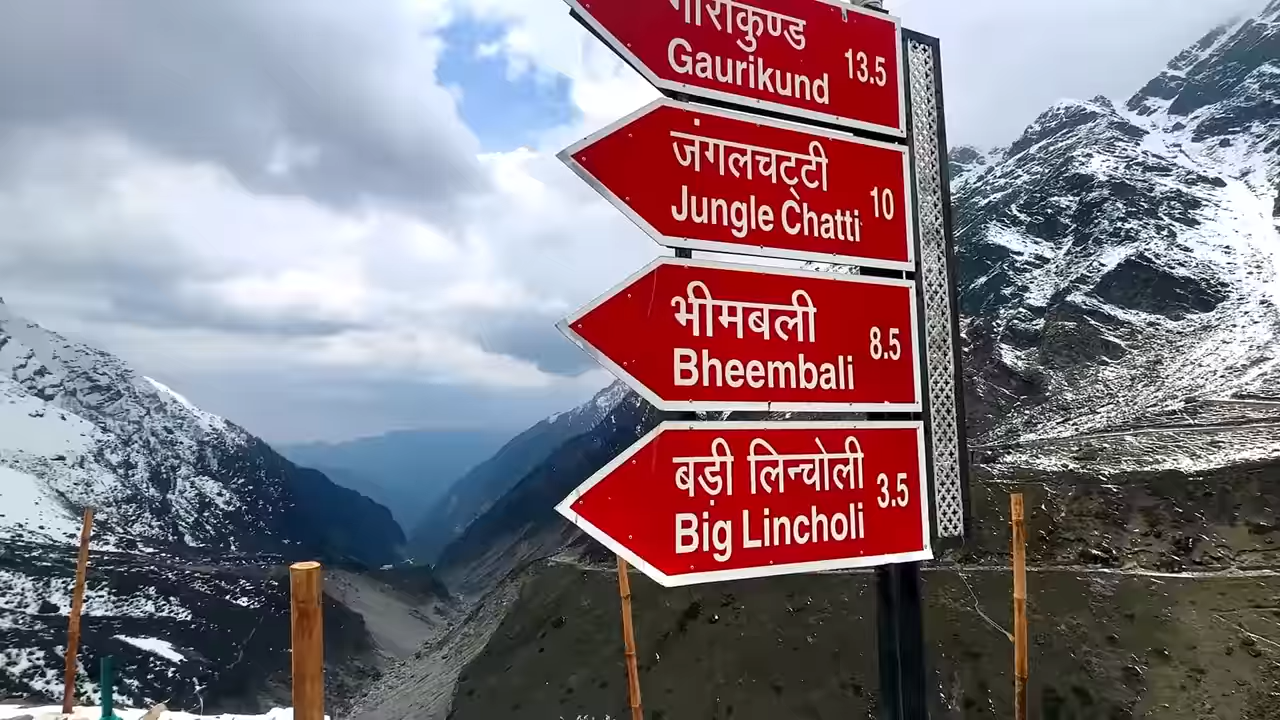 गौरीकुण्ड
Gaurikund 13.5
जंगलचट्टी
Jungle Chatti 10
भीमबली
Bheembali 8.5
बड़ी लिन्चोली
Big Lincholi 3.5